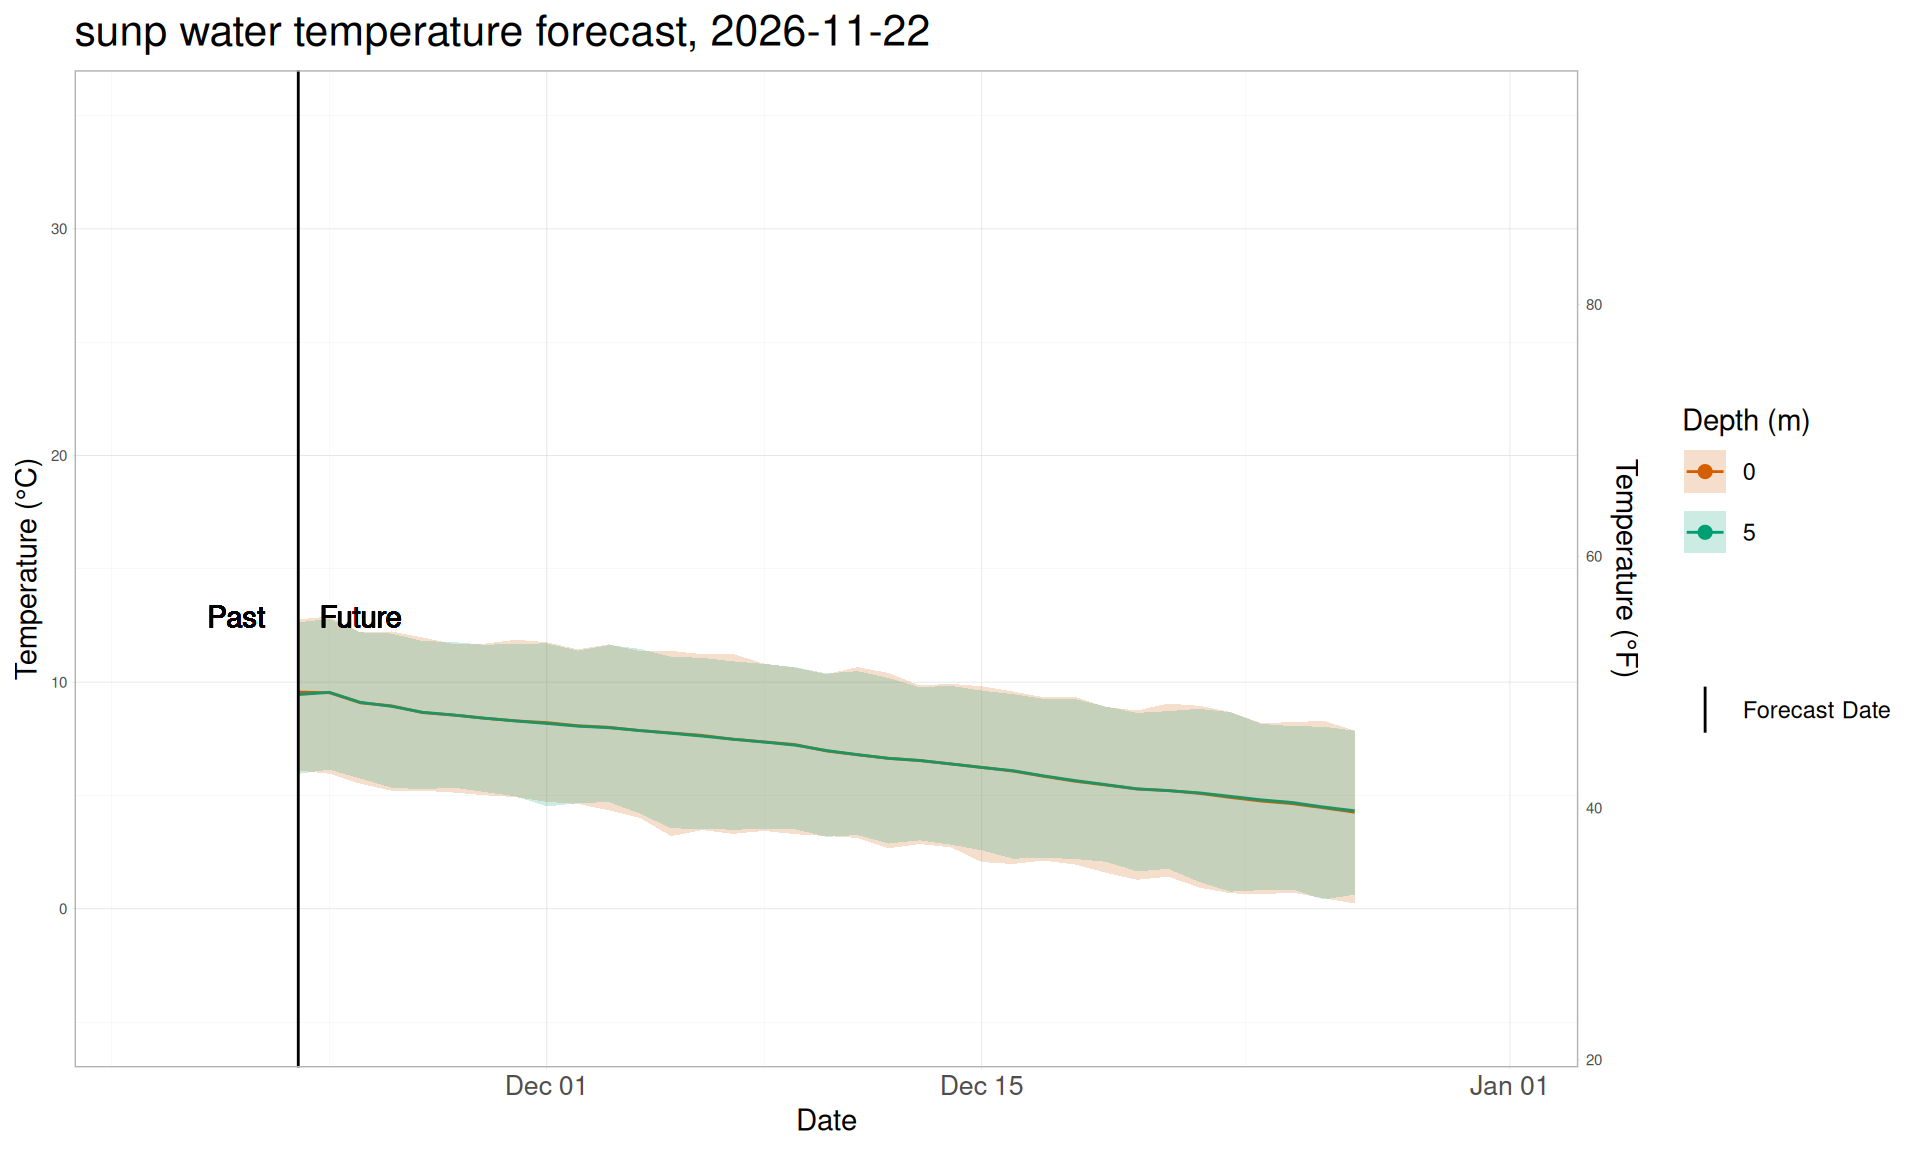 sunp water temperature forecast, 2026-11-22
Temperature (°C)
30
20
10
0
Past
Future
80
60
40
20
Temperature (°F)
Dec 01
Dec 15
Jan 01
Date
Depth (m)
0
5
Forecast Date